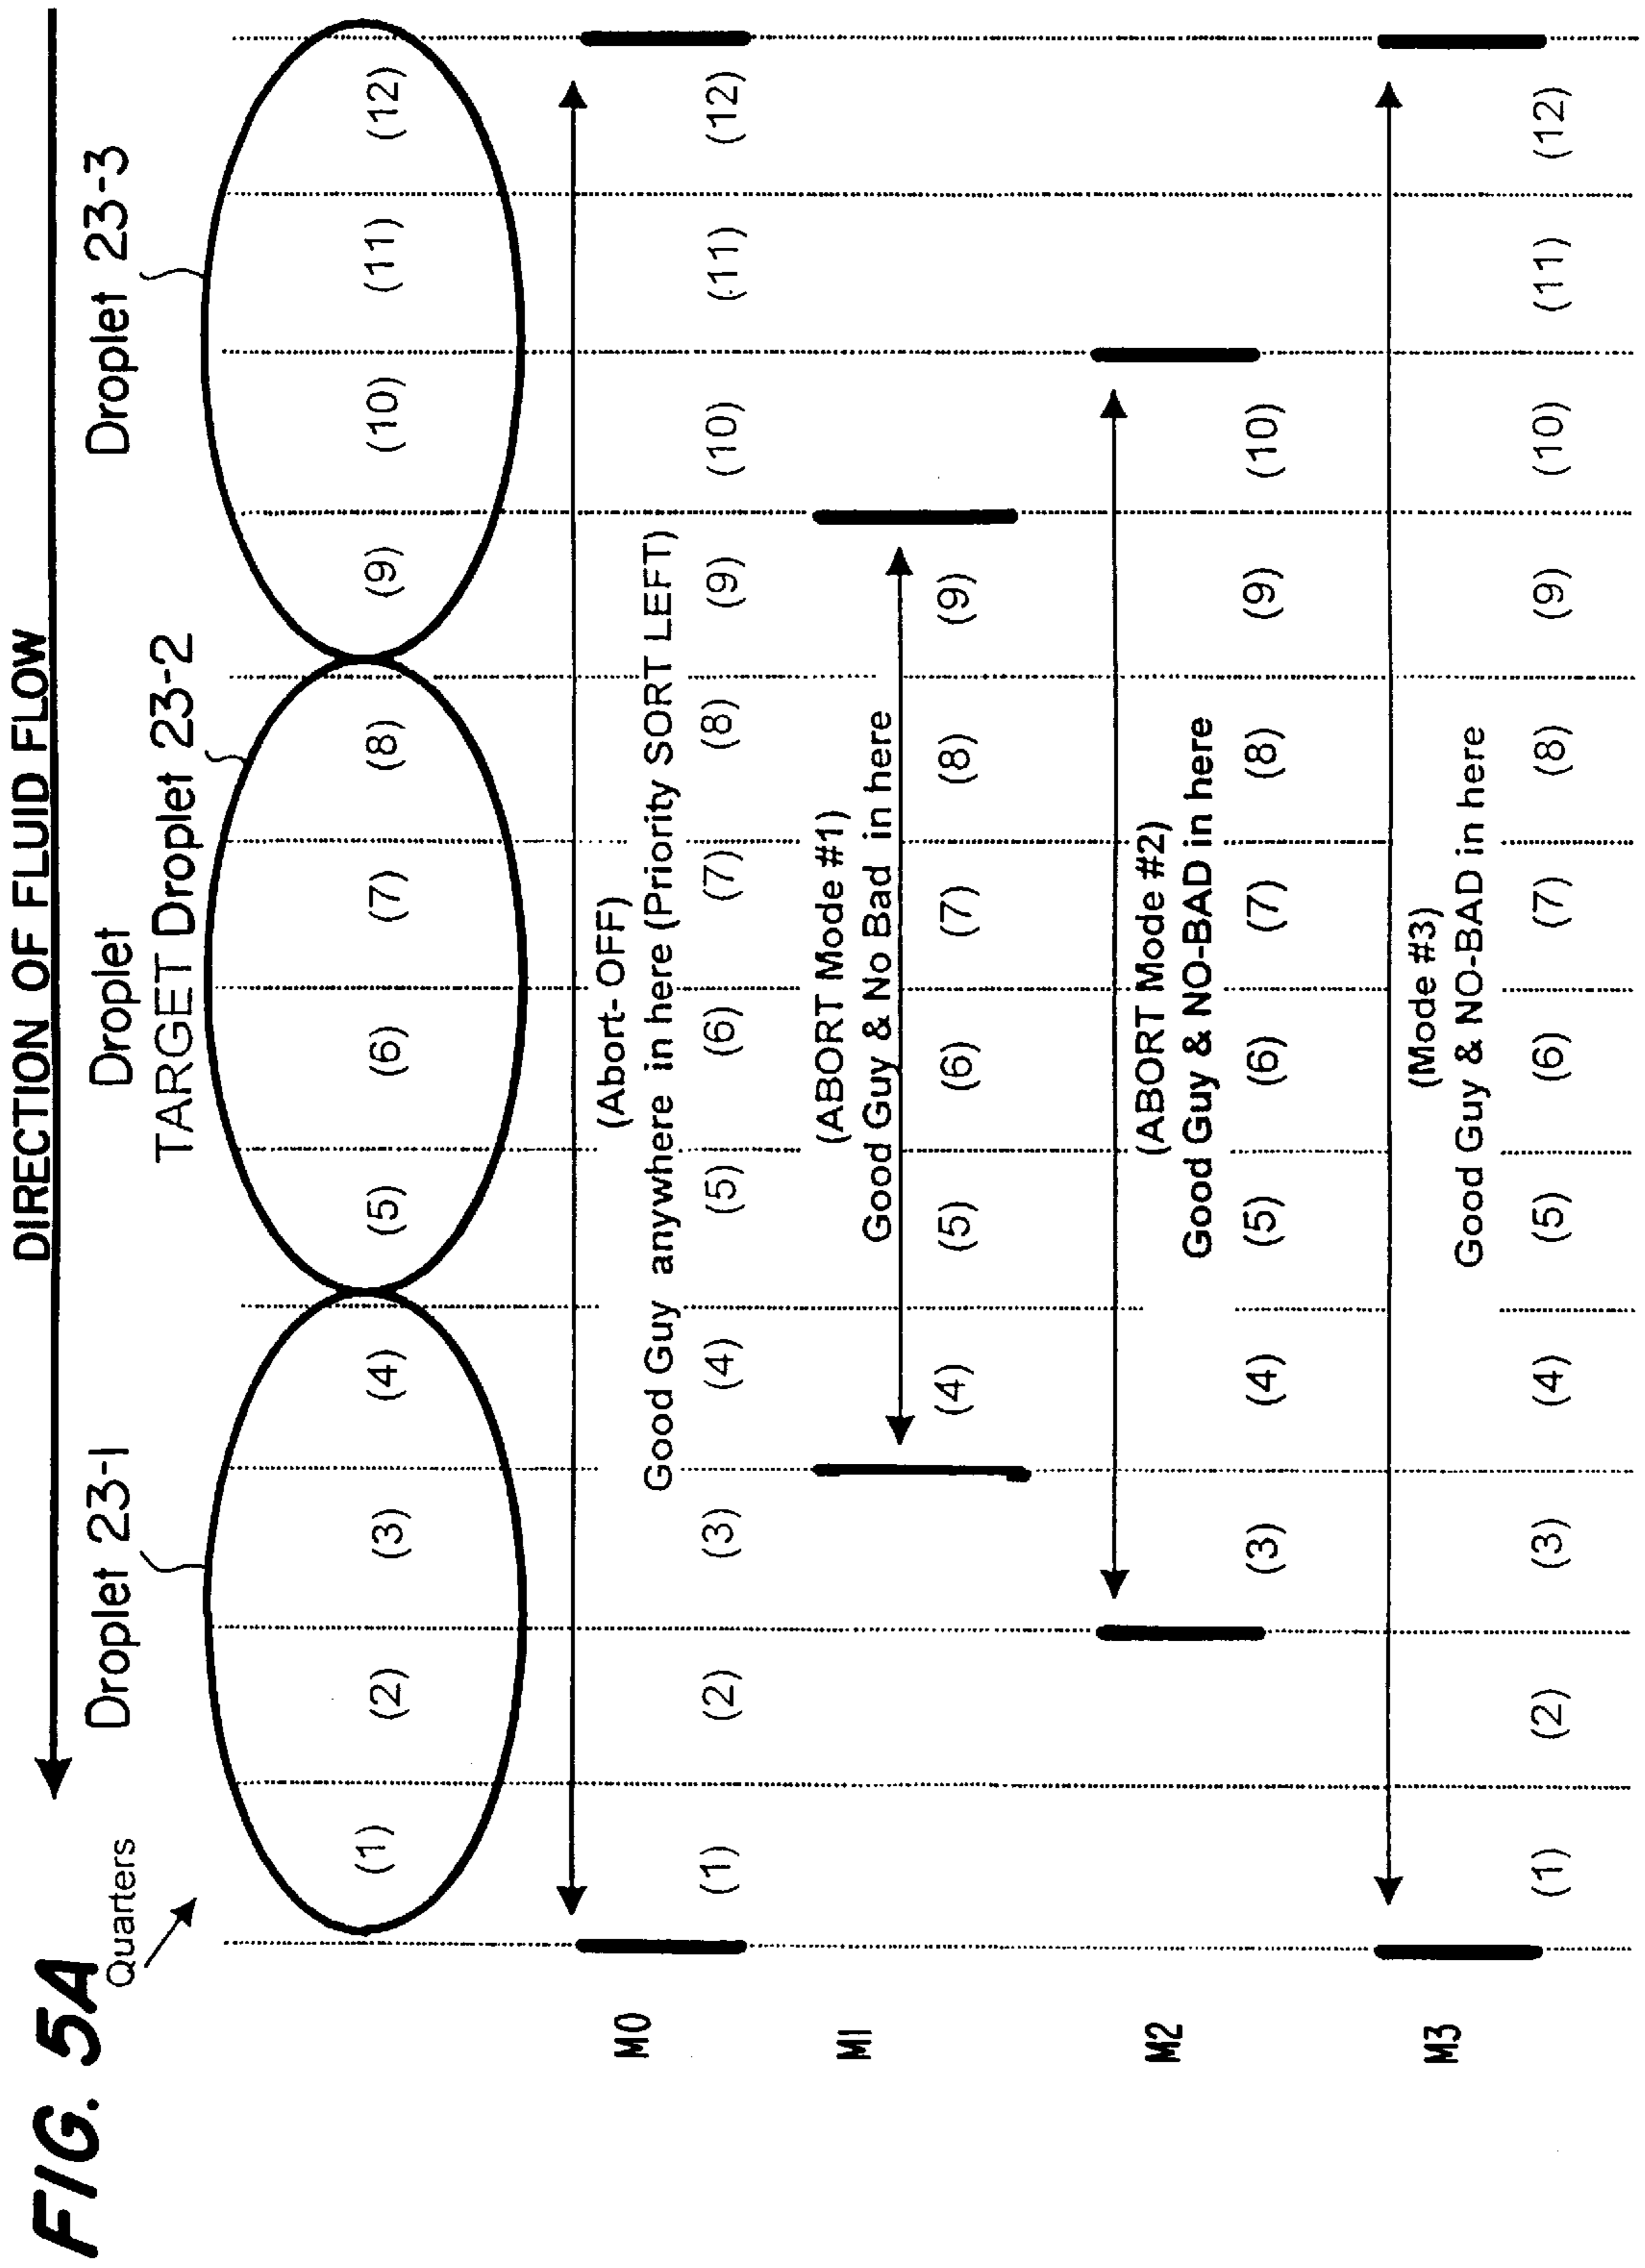 FIG. 5A
DIRECTION OF FLUID FLOW
Quarters
Droplet 23-1
Droplet
TARGET Droplet 23-2
Droplet 23-3
(1) (2) (3) (4) (5) (6) (7) (8) (9) (10) (11) (12)
M0
(Abort-OFF)
Good Guy anywhere in here (Priority SORT LEFT)
(1) (2) (3) (4) (5) (6) (7) (8) (9) (10) (11) (12)
M1
(ABORT Mode #1)
Good Guy & No Bad in here
(4) (5) (6) (7) (8) (9)
M2
(ABORT Mode #2)
Good Guy & NO-BAD in here
(3) (4) (5) (6) (7) (8) (9) (10)
M3
(Mode #3)
Good Guy & NO-BAD in here
(1) (2) (3) (4) (5) (6) (7) (8) (9) (10) (11) (12)